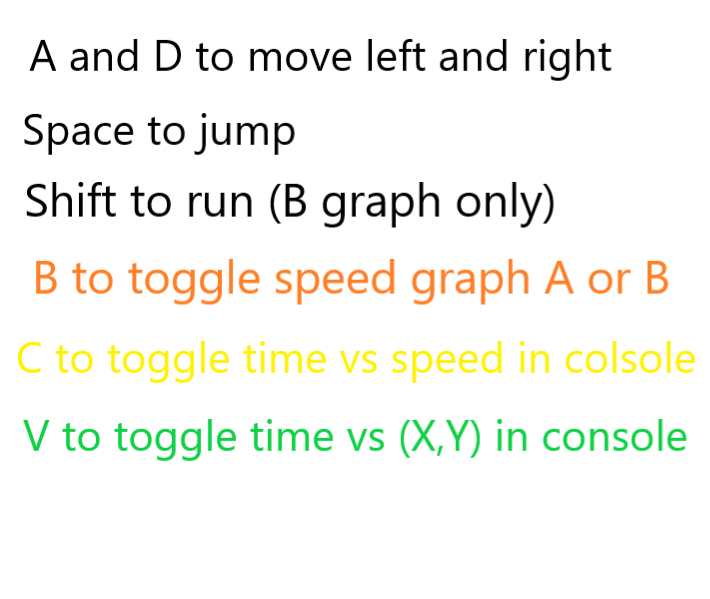 A and D to move left and right
Space to jump
Shift to run (B graph only)
B to toggle speed graph A or B
C to toggle time vs speed in colsole
V to toggle time vs (X,Y) in console